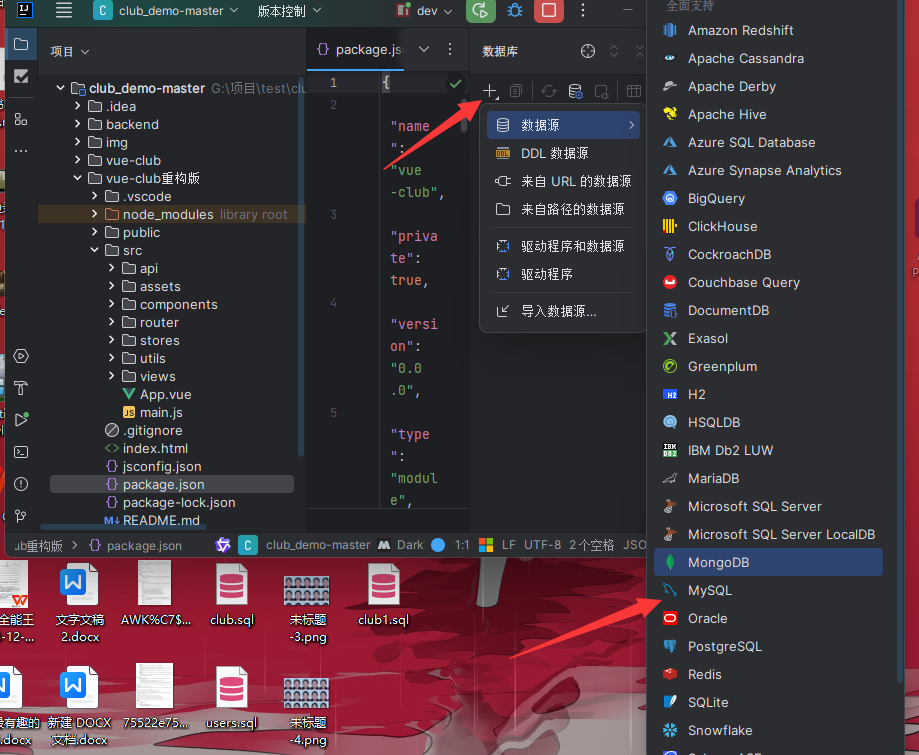 IJ
C club_demo-master
版本控制
dev
项目
package.js
数据库
club_demo-master G:\项目\test\clu
.idea
backend
img
vue-club
vue-club重构版
.vscode
node_modules library root
public
src
api
assets
components
router
stores
utils
views
App.vue
JS main.js
.gitignore
index.html
jsconfig.json
package.json
package-lock.json
M↓ README.md
1 {
2
"name
":
"vue
-club",
3
"priva
te":
true,
4
"versi
on":
"0.0
.0",
5
"type
":
"modul
e",
数据源
DDL 数据源
来自 URL 的数据源
来自路径的数据源
驱动程序和数据源
驱动程序
导入数据源...
全面支持
Amazon Redshift
Apache Cassandra
Apache Derby
Apache Hive
Azure SQL Database
Azure Synapse Analytics
BigQuery
ClickHouse
CockroachDB
Couchbase Query
DocumentDB
Exasol
Greenplum
H2
HSQLDB
IBM Db2 LUW
MariaDB
Microsoft SQL Server
Microsoft SQL Server LocalDB
MongoDB
MySQL
Oracle
PostgreSQL
Redis
SQLite
Snowflake
ub重构版 > package.json
C club_demo-master
Dark
1:1
LF
UTF-8
2 个空格
JSO
全能王
-12-...
文字文稿
2.docx
AWK%C7$...
club.sql
未标题
-3.png
club1.sql
最有趣的
.docx
新建 DOCX
文档.docx
75522e75...
users.sql
未标题
-4.png